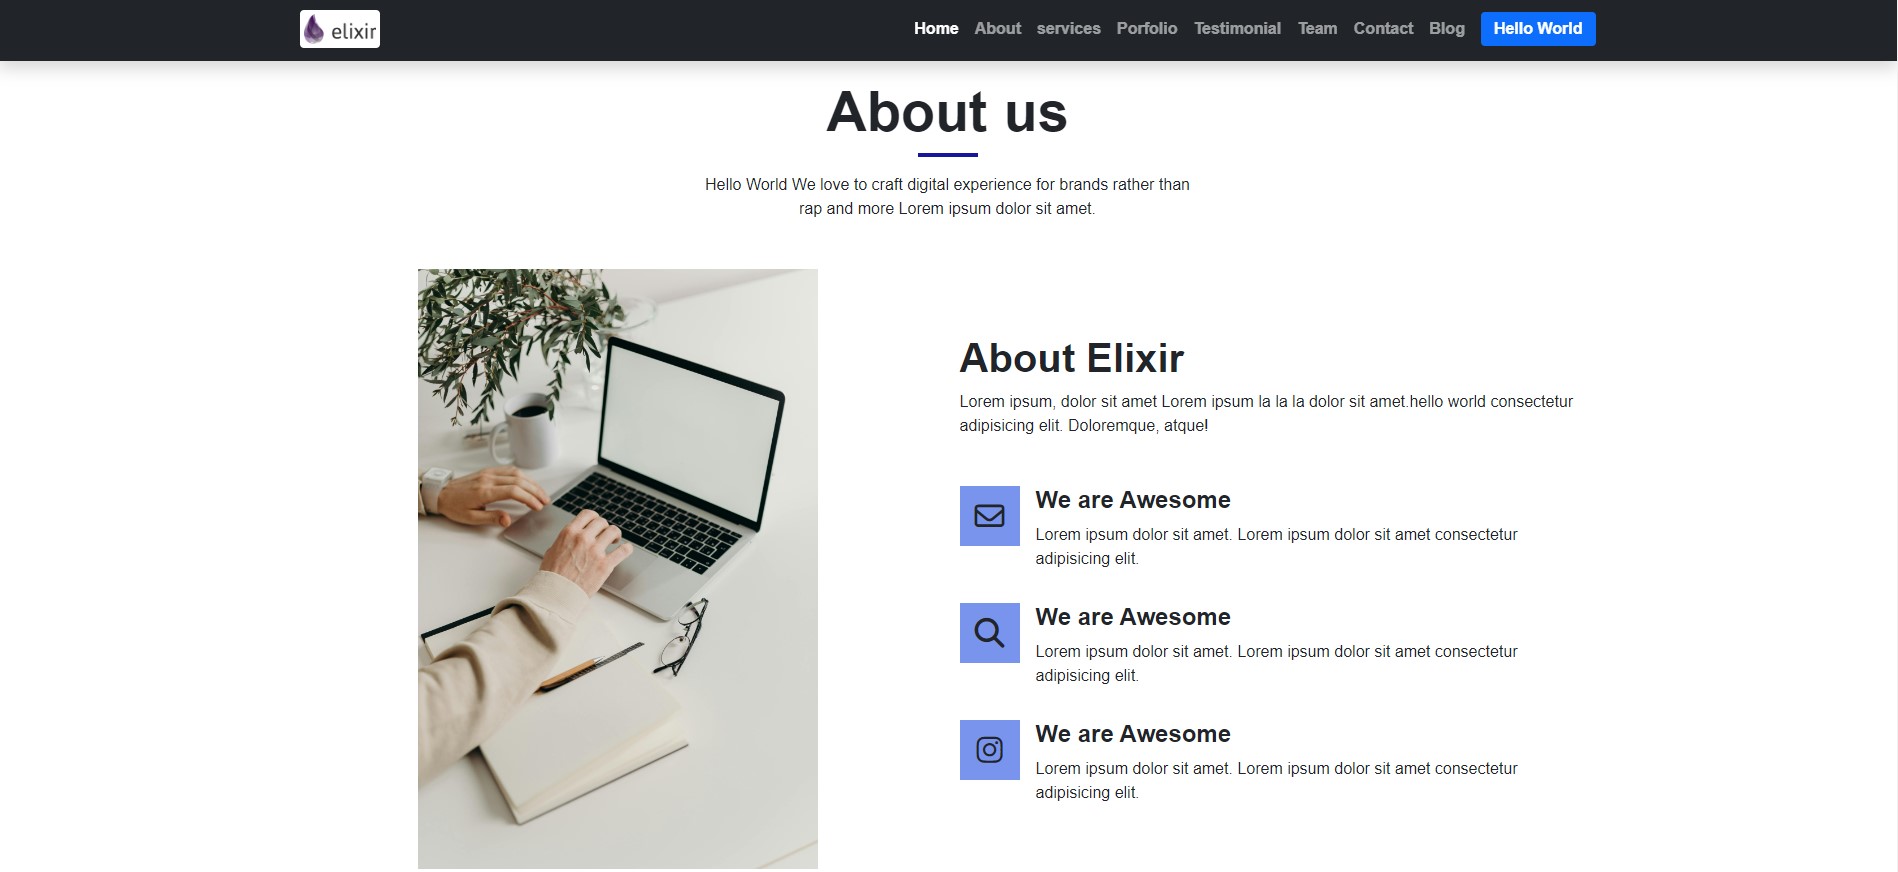 elixir
Home About services Porfolio Testimonial Team Contact Blog Hello World
About us
Hello World We love to craft digital experience for brands rather than
rap and more Lorem ipsum dolor sit amet.
About Elixir
Lorem ipsum, dolor sit amet Lorem ipsum la la la dolor sit amet.hello world consectetur
adipisicing elit. Doloremque, atque!
We are Awesome
Lorem ipsum dolor sit amet. Lorem ipsum dolor sit amet consectetur
adipisicing elit.
We are Awesome
Lorem ipsum dolor sit amet. Lorem ipsum dolor sit amet consectetur
adipisicing elit.
We are Awesome
Lorem ipsum dolor sit amet. Lorem ipsum dolor sit amet consectetur
adipisicing elit.